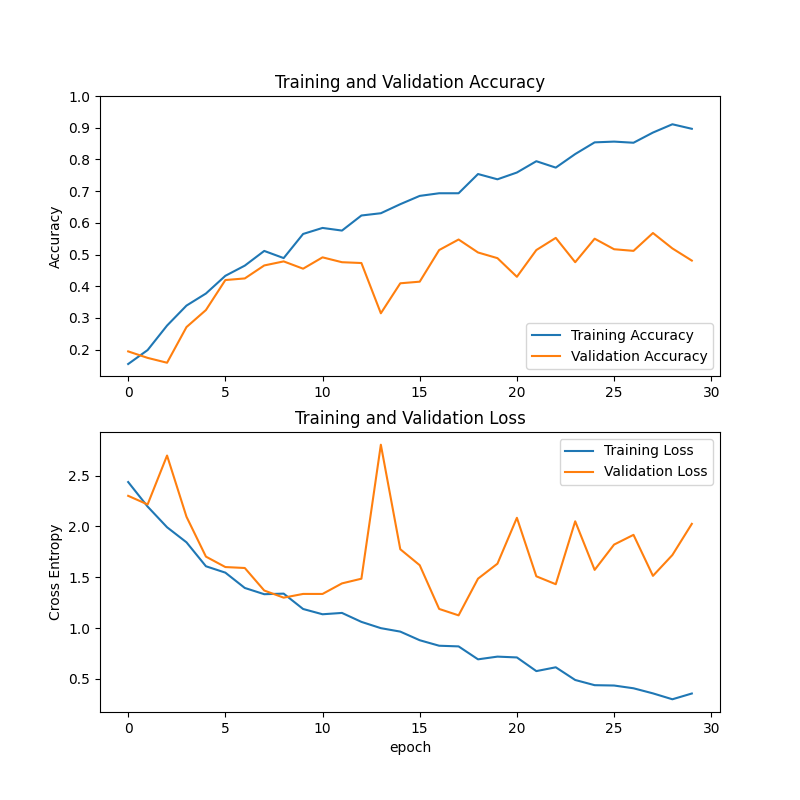 Training and Validation Accuracy
Accuracy
1.0
0.9
0.8
0.7
0.6
0.5
0.4
0.3
0.2
Training Accuracy
Validation Accuracy
0 5 10 15 20 25 30
Training and Validation Loss
Cross Entropy
2.5
2.0
1.5
1.0
0.5
Training Loss
Validation Loss
0 5 10 15 20 25 30
epoch